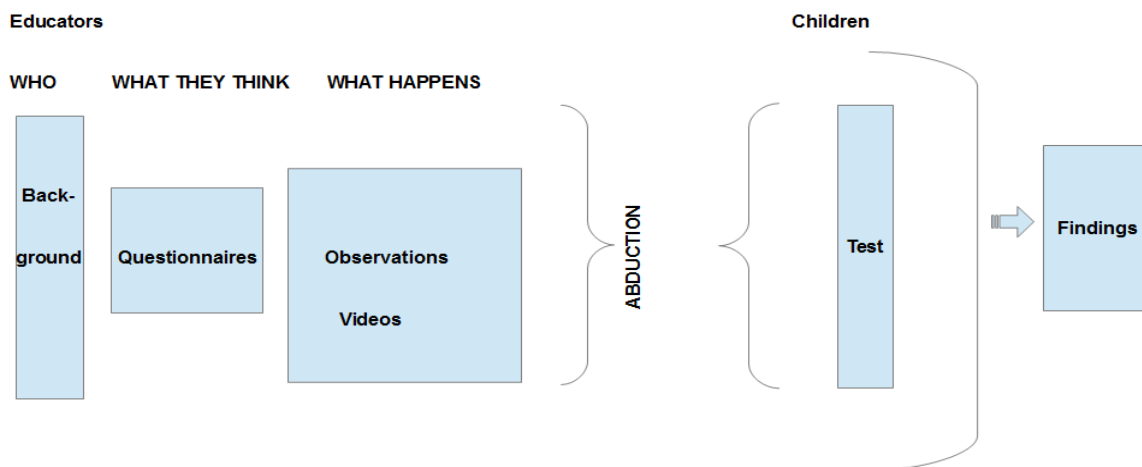 Educators
Children
WHO
WHAT THEY THINK
WHAT HAPPENS
Back-
ground
Questionnaires
Observations
Videos
ABDUCTION
Test
Findings